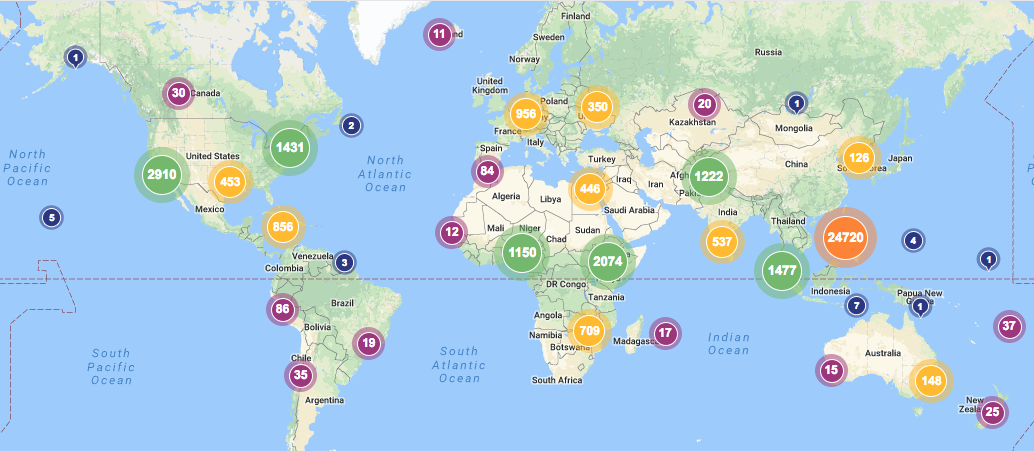 Finland
11
nd
Sweden
Russia
Norway
1
United
Kingdom
30
Canada
Poland
20
1
956
350
Kazakhstan
Mongolia
2
France
Italy
1431
Spain
North
Pacific
Ocean
United States
North
Atlantic
Ocean
Turkey
China
126
Japan
South Korea
2910
84
Iraq
Iran
1222
453
Algeria
Libya
446
Mexico
Saudi Arabia
India
5
856
12
Mali
Niger
Chad
Sudan
537
Thailand
24720
4
Venezuela
3
1150
2074
1477
1
Colombia
DR Congo
Indonesia
Papua New
Tanzania
86
Brazil
7
1
Angola
Bolivia
19
Namibia
709
Botswana
Madagasc
17
Indian
Ocean
37
South
Pacific
Ocean
South
Atlantic
Ocean
Chile
35
Australia
15
148
South Africa
Argentina
New
Zeala
25